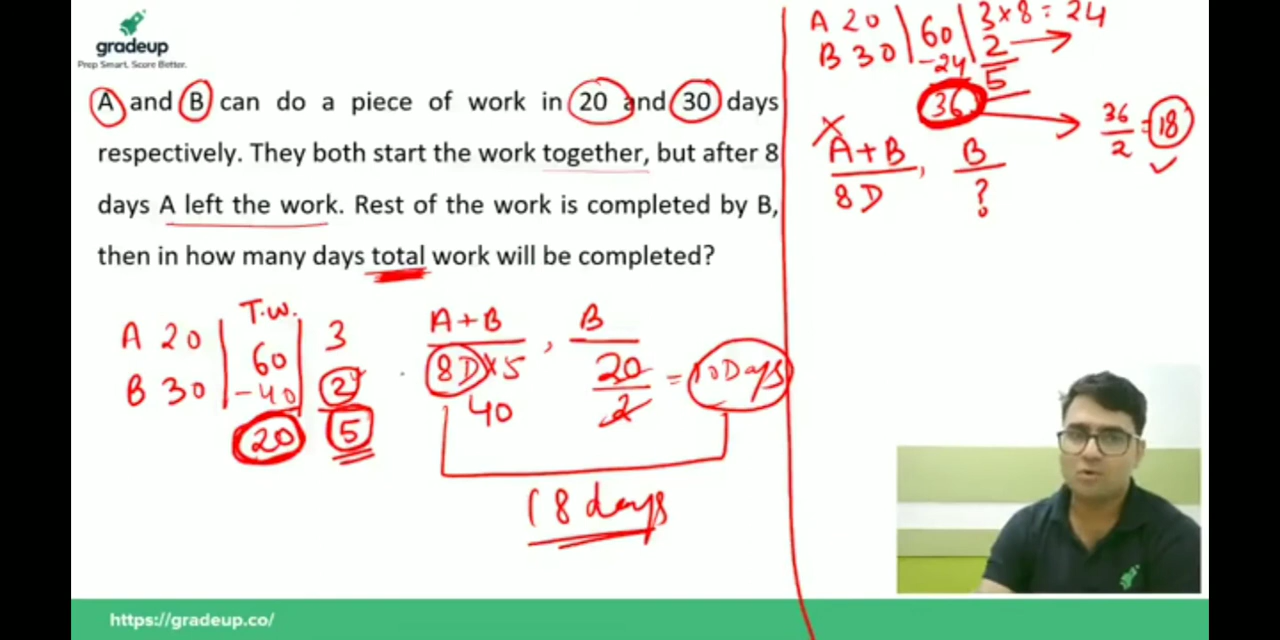 gradeup
Prep Smart. Score Better.
A and B can do a piece of work in 20 and 30 days
respectively. They both start the work together, but after 8
days A left the work. Rest of the work is completed by B,
then in how many days total work will be completed?
T.W.
A 20 | 60 | 3
B 30 | -40 | 2
20 5
A+B , B
8D×5 20/2 = 10 Days
40
18 days
A 20 | 60 | 3×8=24
B 30 | -24 | 2
36 5
36/2 = 18
A+B , B
8D ?
https://gradeup.co/